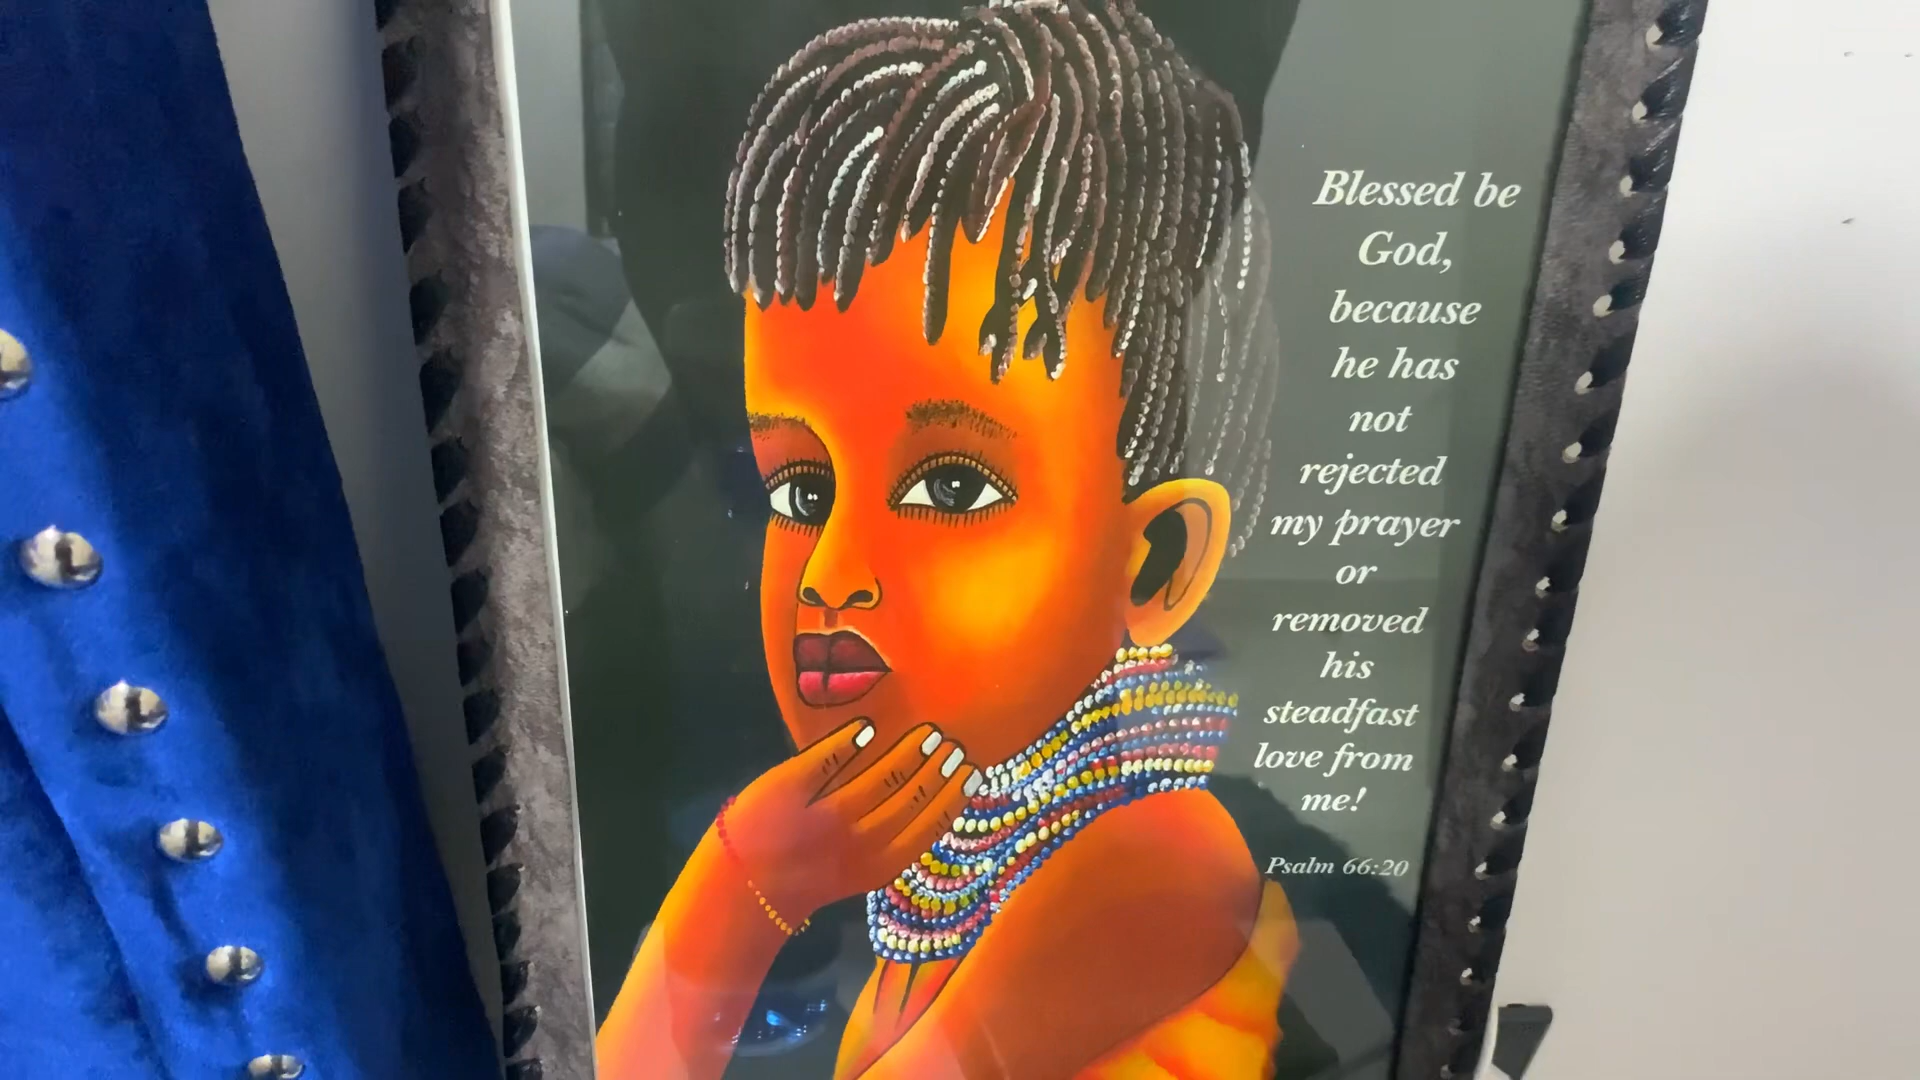 Blessed be
God,
because
he has
not
rejected
my prayer
or
removed
his
steadfast
love from
me!
Psalm 66:20